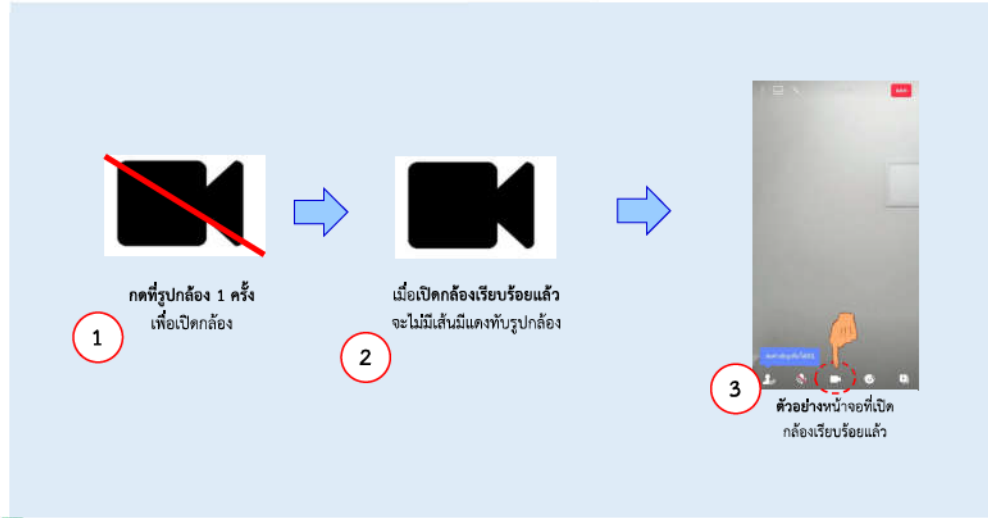 กดที่รูปกล้อง 1 ครั้ง
เพื่อเปิดกล้อง
1
เมื่อเปิดกล้องเรียบร้อยแล้ว
จะไม่มีเส้นมีแดงทับรูปกล้อง
2
3
ตัวอย่างหน้าจอที่เปิด
กล้องเรียบร้อยแล้ว